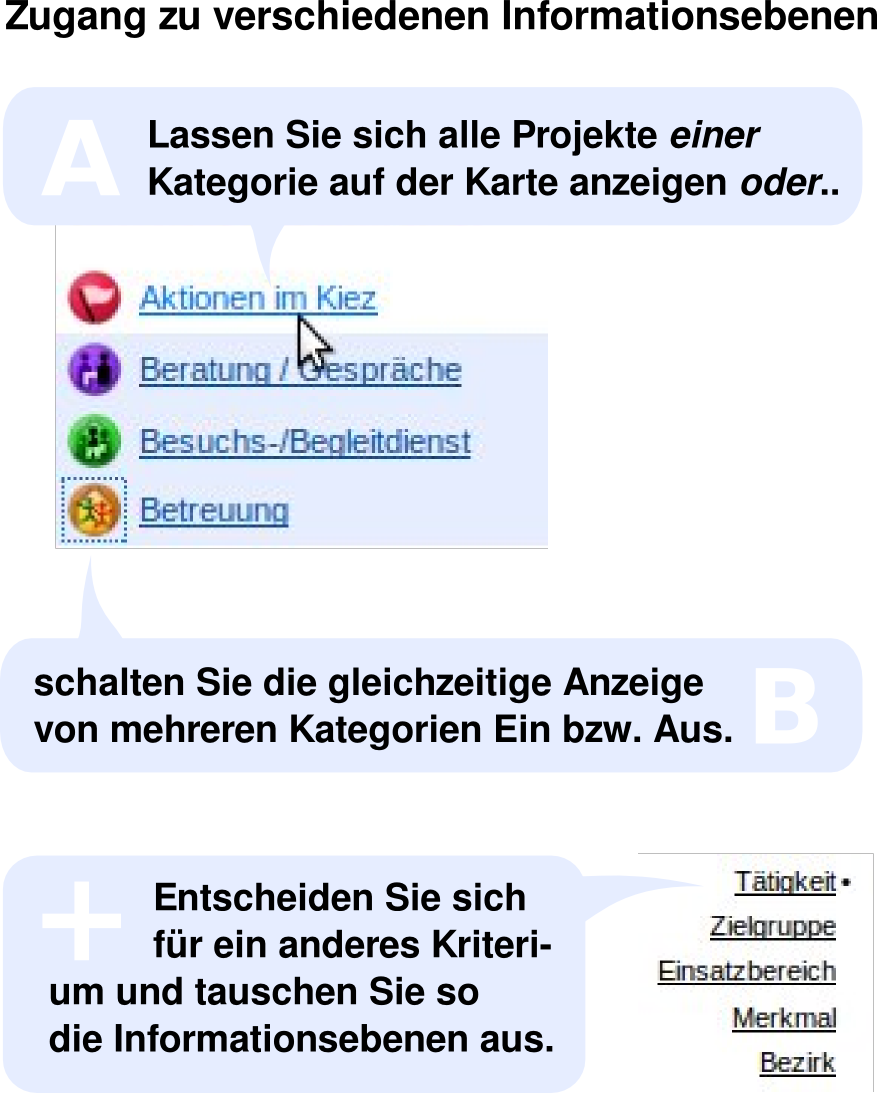 Zugang zu verschiedenen Informationsebenen
A
Lassen Sie sich alle Projekte einer
Kategorie auf der Karte anzeigen oder..
Aktionen im Kiez
Beratung / Gespräche
Besuchs-/Begleitdienst
Betreuung
schalten Sie die gleichzeitige Anzeige
von mehreren Kategorien Ein bzw. Aus.
B
+
Entscheiden Sie sich
für ein anderes Kriteri-
um und tauschen Sie so
die Informationsebenen aus.
Tätigkeit •
Zielgruppe
Einsatzbereich
Merkmal
Bezirk